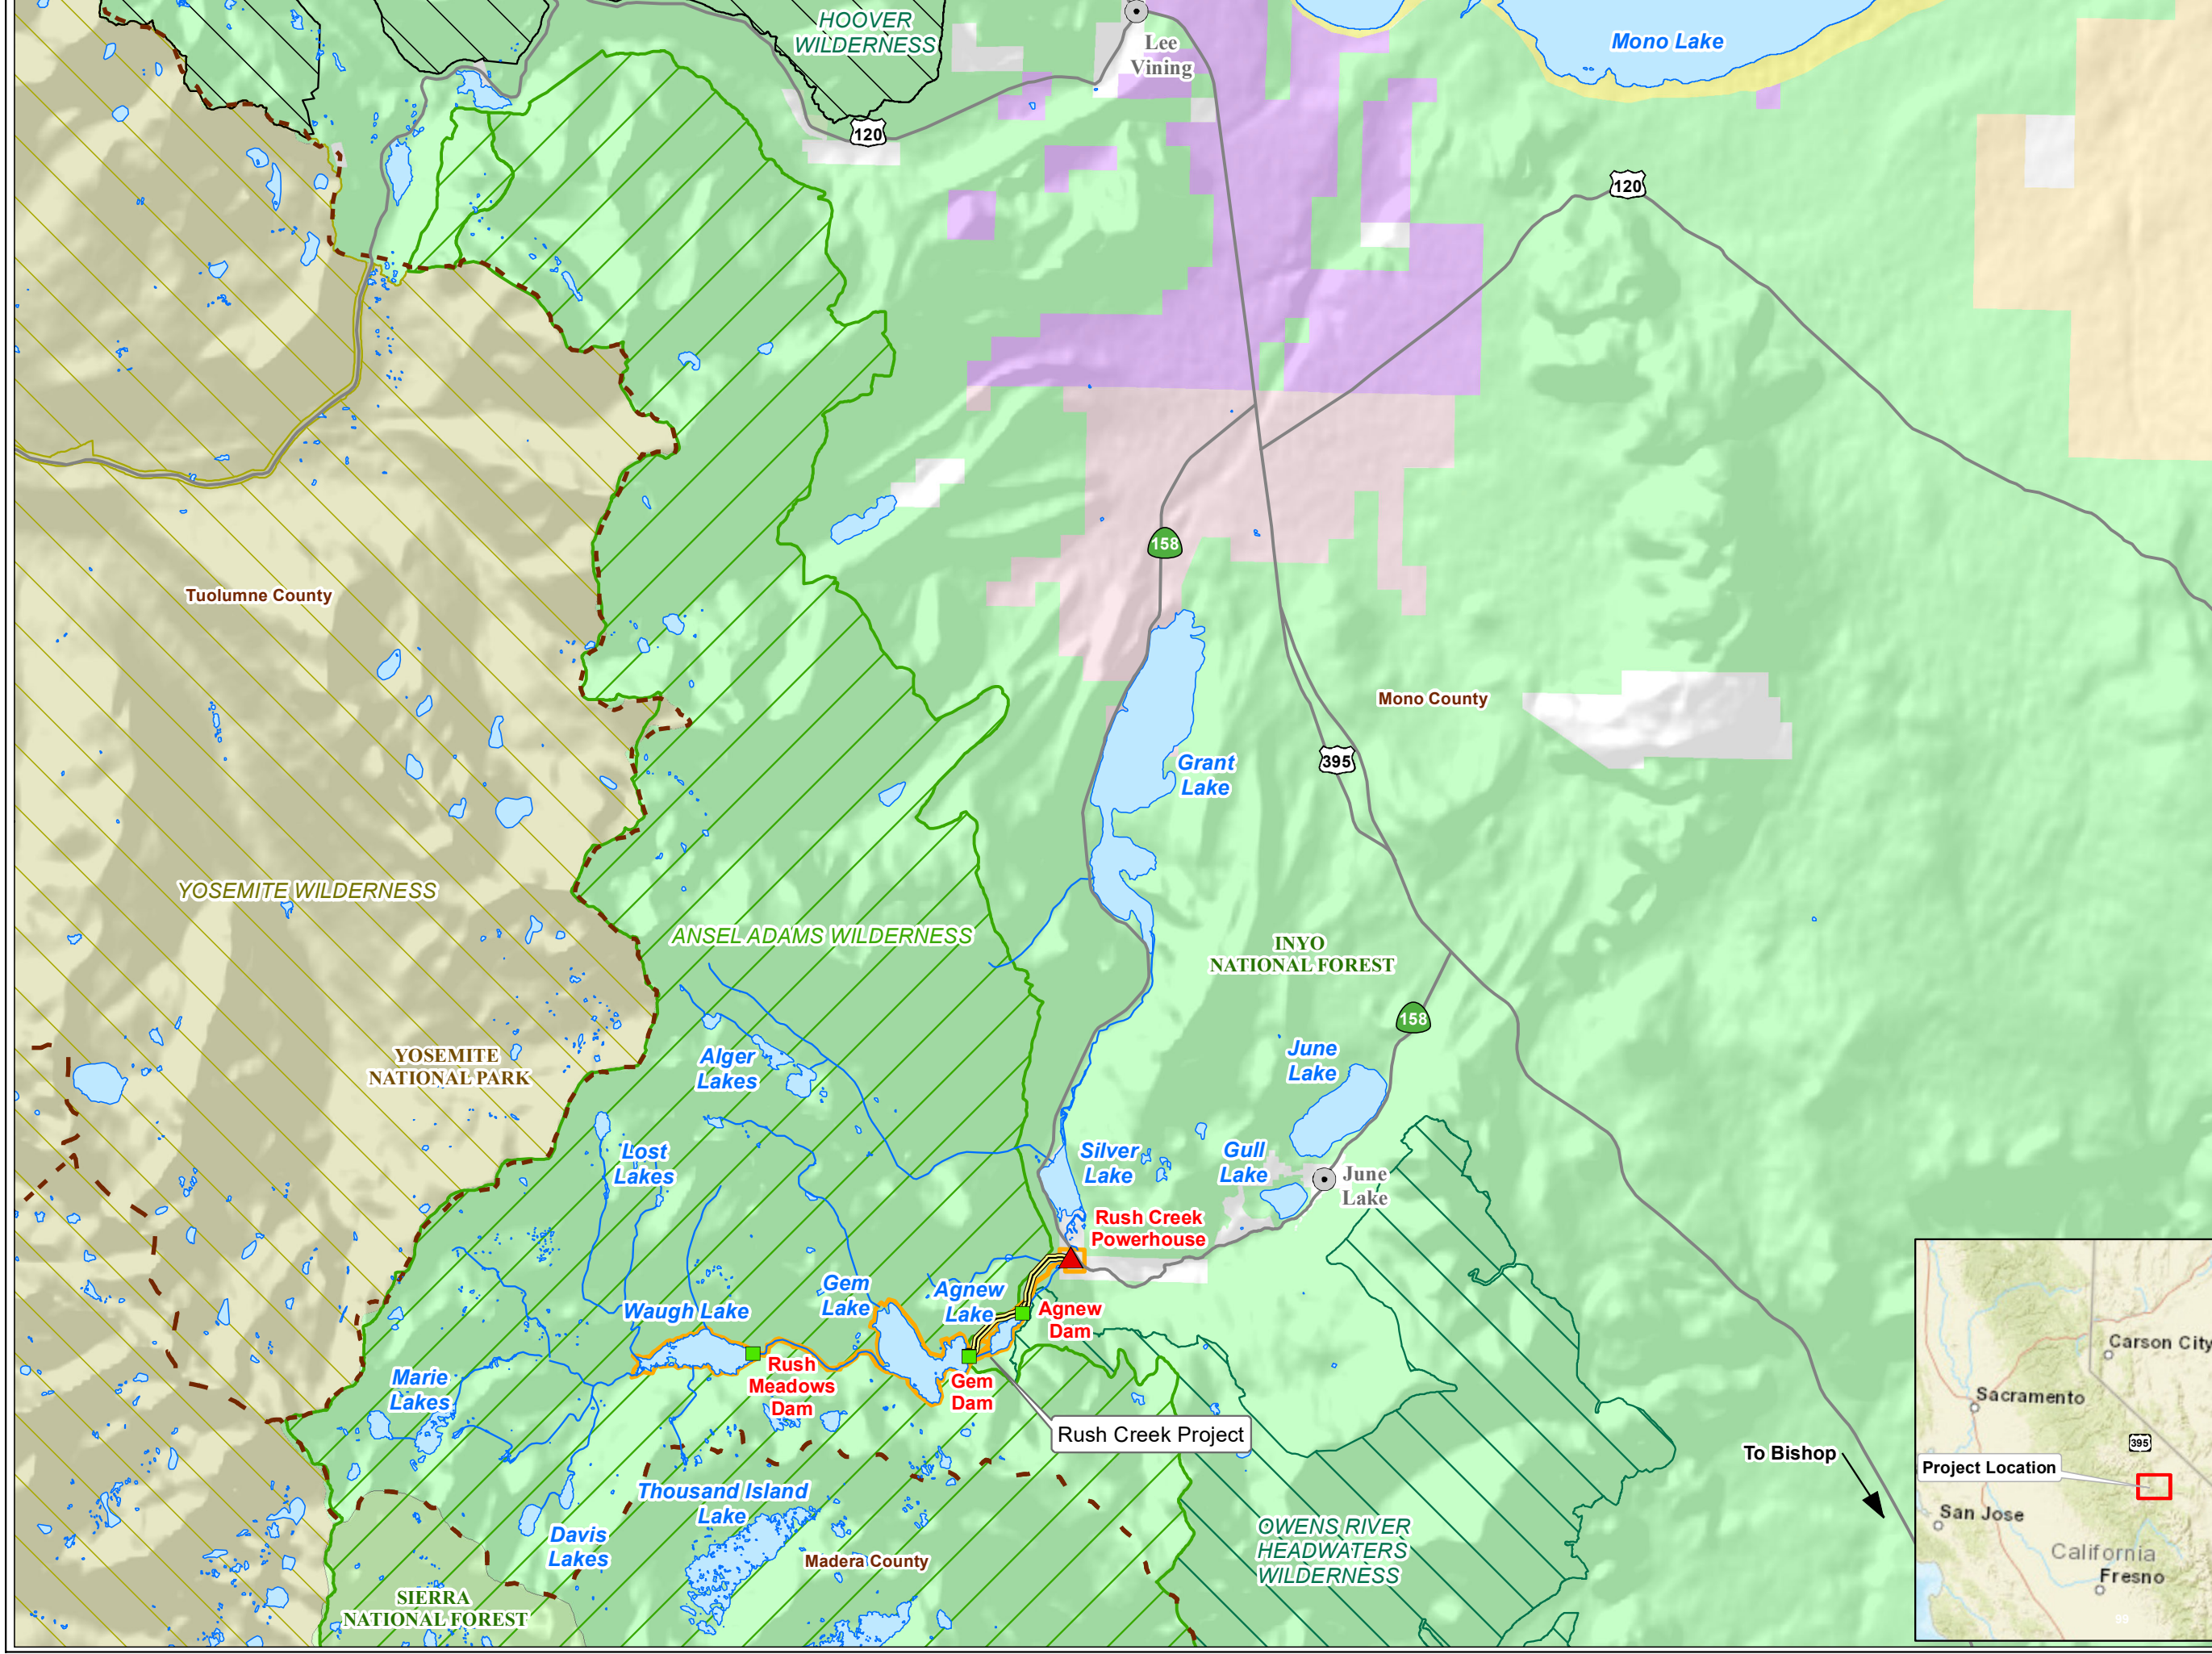 HOOVER
WILDERNESS
Lee
Vining
Mono Lake
120
120
158
Tuolumne County
Mono County
395
Grant
Lake
YOSEMITE WILDERNESS
ANSEL ADAMS WILDERNESS
INYO
NATIONAL FOREST
158
YOSEMITE
NATIONAL PARK
Alger
Lakes
June
Lake
Lost
Lakes
Silver
Lake
Gull
Lake
June
Lake
Rush Creek
Powerhouse
Gem
Lake
Agnew
Lake
Waugh Lake
Agnew
Dam
Rush
Meadows
Dam
Gem
Dam
Marie
Lakes
Rush Creek Project
Thousand Island
Lake
Davis
Lakes
Madera County
OWENS RIVER
HEADWATERS
WILDERNESS
SIERRA
NATIONAL FOREST
To Bishop
Carson City
Sacramento
395
Project Location
San Jose
California
Fresno
99